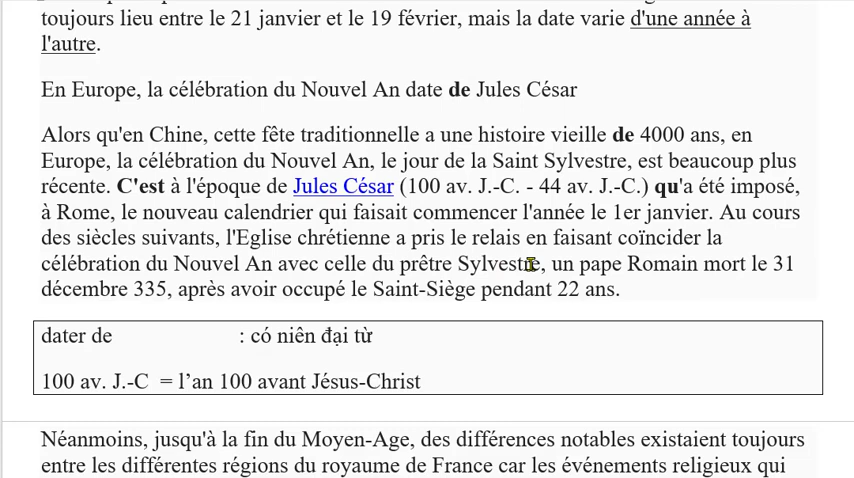 toujours lieu entre le 21 janvier et le 19 février, mais la date varie d'une année à
l'autre.
En Europe, la célébration du Nouvel An date de Jules César
Alors qu'en Chine, cette fête traditionnelle a une histoire vieille de 4000 ans, en
Europe, la célébration du Nouvel An, le jour de la Saint Sylvestre, est beaucoup plus
récente. C'est à l'époque de Jules César (100 av. J.-C. - 44 av. J.-C.) qu'a été imposé,
à Rome, le nouveau calendrier qui faisait commencer l'année le 1er janvier. Au cours
des siècles suivants, l'Eglise chrétienne a pris le relais en faisant coïncider la
célébration du Nouvel An avec celle du prêtre Sylvestre, un pape Romain mort le 31
décembre 335, après avoir occupé le Saint-Siège pendant 22 ans.
dater de : có niên đại từ
100 av. J.-C = l’an 100 avant Jésus-Christ
Néanmoins, jusqu'à la fin du Moyen-Age, des différences notables existaient toujours
entre les différentes régions du royaume de France car les événements religieux qui